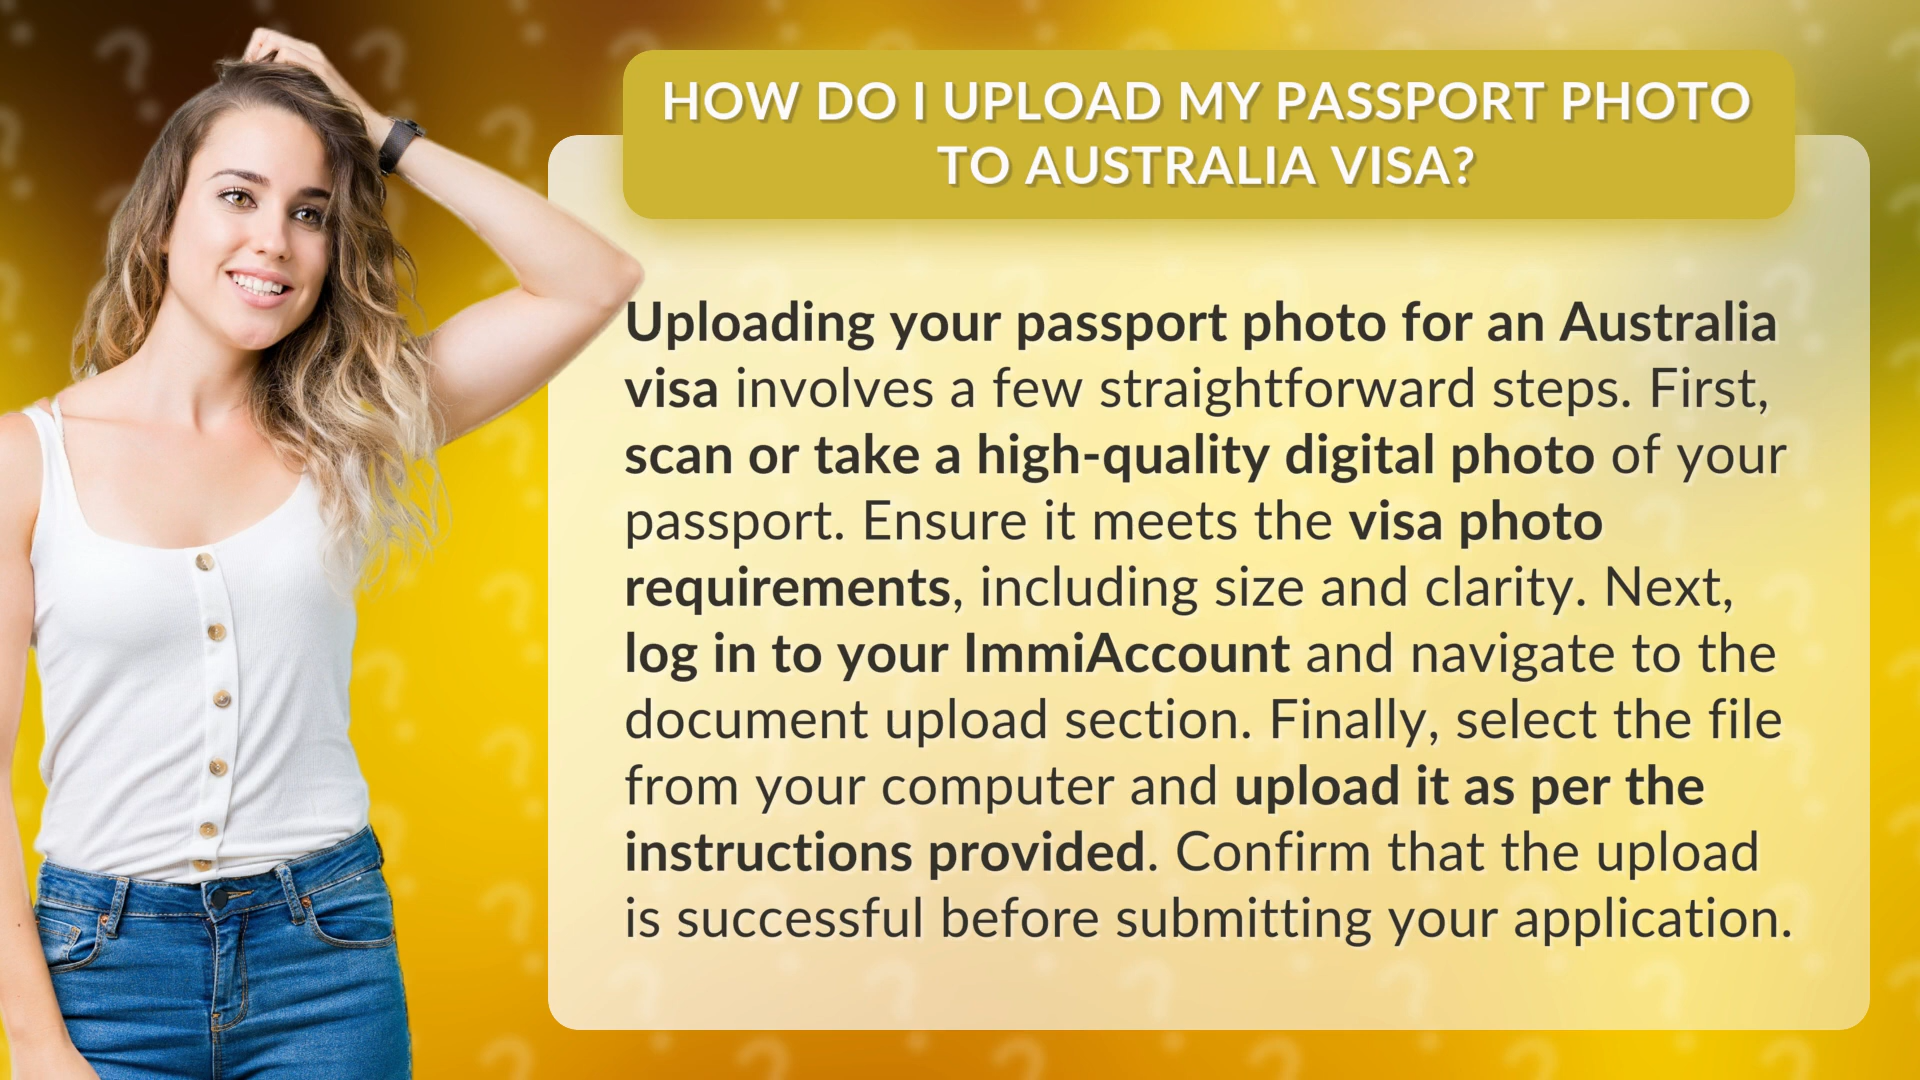 HOW DO I UPLOAD MY PASSPORT PHOTO
TO AUSTRALIA VISA?
Uploading your passport photo for an Australia
visa involves a few straightforward steps. First,
scan or take a high-quality digital photo of your
passport. Ensure it meets the visa photo
requirements, including size and clarity. Next,
log in to your ImmiAccount and navigate to the
document upload section. Finally, select the file
from your computer and upload it as per the
instructions provided. Confirm that the upload
is successful before submitting your application.